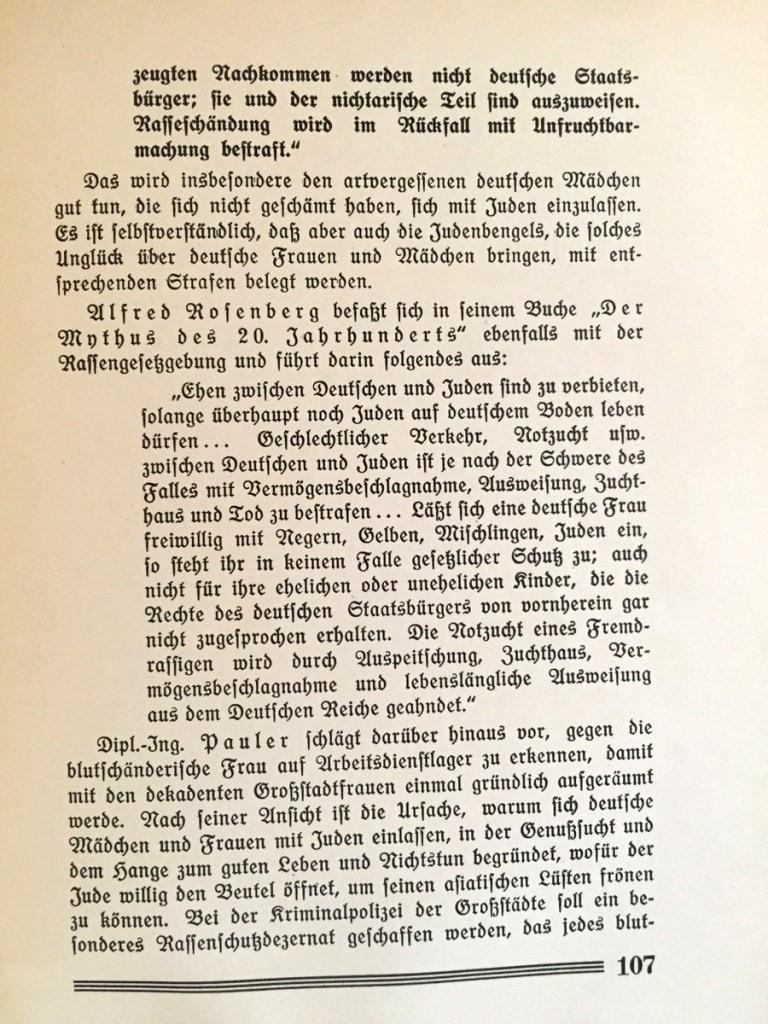 zeugten Nachkommen werden nicht deutsche Staats-
bürger; sie und der nichtarische Teil sind auszuweisen.
Rasseschändung wird im Rückfall mit Unfruchtbar-
machung bestraft.“
Das wird insbesondere den artvergessenen deutschen Mädchen
gut tun, die sich nicht geschämt haben, sich mit Juden einzulassen.
Es ist selbstverständlich, daß aber auch die Judenbengels, die solches
Unglück über deutsche Frauen und Mädchen bringen, mit ent-
sprechenden Strafen belegt werden.
Alfred Rosenberg befaßt sich in seinem Buche „Der
Mythus des 20. Jahrhunderts“ ebenfalls mit der
Rassengesetzgebung und führt darin folgendes aus:
„Ehen zwischen Deutschen und Juden sind zu verbieten,
solange überhaupt noch Juden auf deutschem Boden leben
dürfen... Geschlechtlicher Verkehr, Notzucht usw.
zwischen Deutschen und Juden ist je nach der Schwere des
Falles mit Vermögensbeschlagnahme, Ausweisung, Zucht-
haus und Tod zu bestrafen... Läßt sich eine deutsche Frau
freiwillig mit Negern, Gelben, Mischlingen, Juden ein,
so steht ihr in keinem Falle gesetzlicher Schutz zu; auch
nicht für ihre ehelichen oder unehelichen Kinder, die die
Rechte des deutschen Staatsbürgers von vornherein gar
nicht zugesprochen erhalten. Die Notzucht eines Fremd-
rassigen wird durch Auspeitschung, Zuchthaus, Ver-
mögensbeschlagnahme und lebenslängliche Ausweisung
aus dem Deutschen Reiche geahndet.“
Dipl.-Ing. Pauler schlägt darüber hinaus vor, gegen die
blutschänderische Frau auf Arbeitsdienstlager zu erkennen, damit
mit den dekadenten Großstadtfrauen einmal gründlich aufgeräumt
werde. Nach seiner Ansicht ist die Ursache, warum sich deutsche
Mädchen und Frauen mit Juden einlassen, in der Genußsucht und
dem Hange zum guten Leben und Nichtstun begründet, wofür der
Jude willig den Beutel öffnet, um seinen asiatischen Lüsten frönen
zu können. Bei der Kriminalpolizei der Großstädte soll ein be-
sonderes Rassenschutzdezernat geschaffen werden, das jedes blut-
107